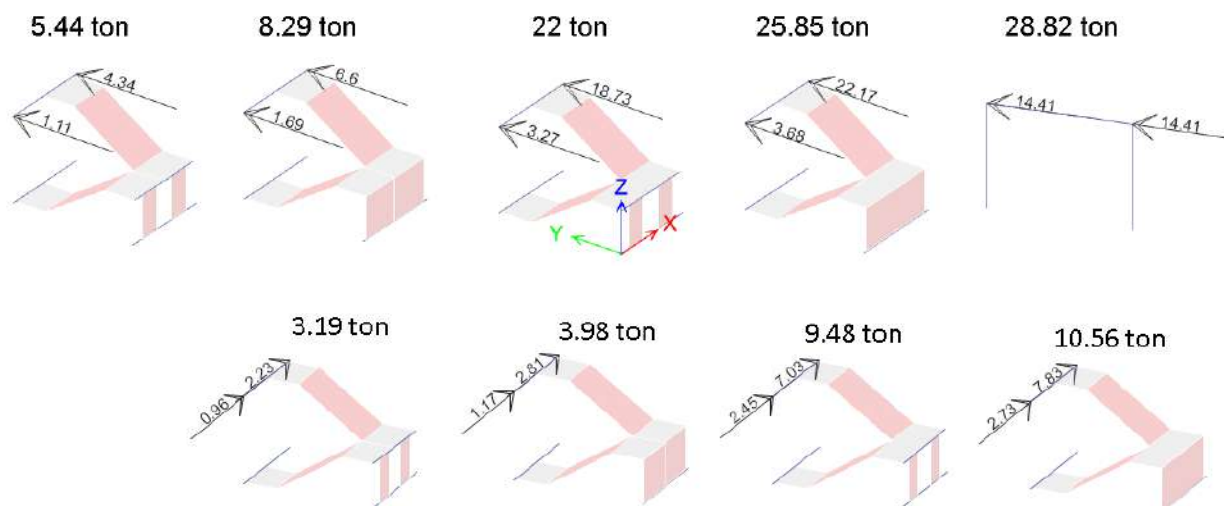 5.44 ton
8.29 ton
22 ton
25.85 ton
28.82 ton
4.34
1.11
6.6
1.69
18.73
3.27
22.17
3.68
14.41
14.41
Z
Y
X
3.19 ton
3.98 ton
9.48 ton
10.56 ton
0.96
2.23
1.17
2.81
2.45
7.03
2.73
7.83